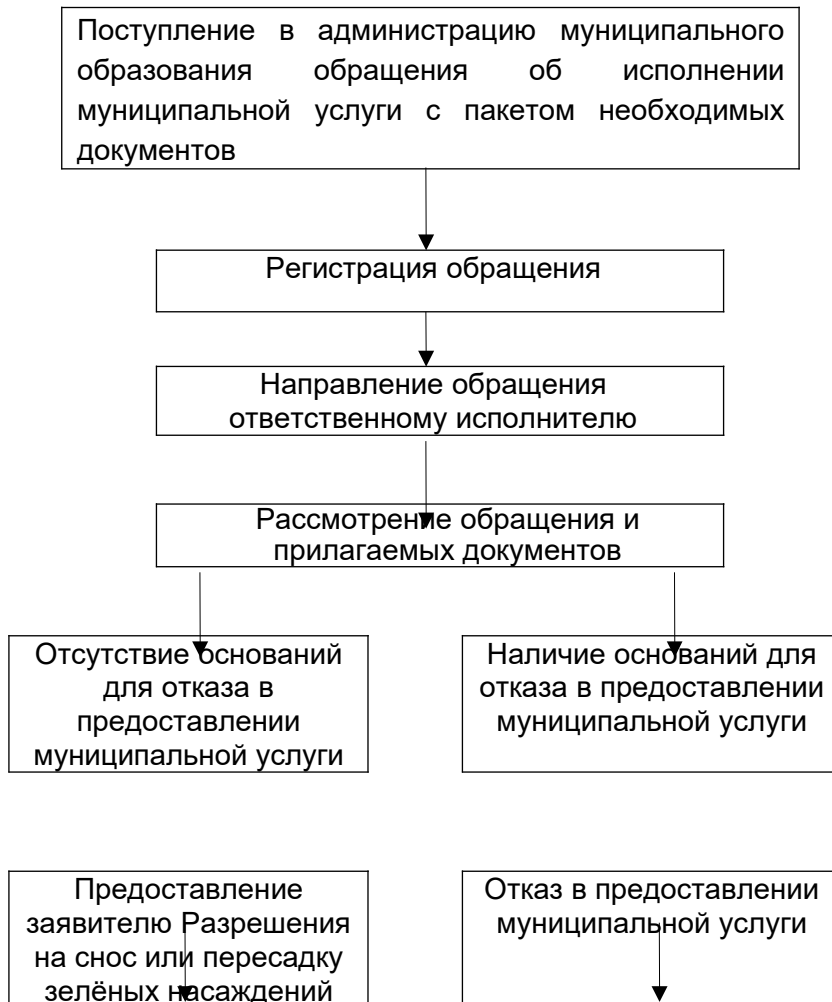 Поступление в администрацию муниципального
образования обращения об исполнении
муниципальной услуги с пакетом необходимых
документов
Регистрация обращения
Направление обращения
ответственному исполнителю
Рассмотрение обращения и
прилагаемых документов
Отсутствие оснований
для отказа в
предоставлении
муниципальной услуги
Наличие оснований для
отказа в предоставлении
муниципальной услуги
Предоставление
заявителю Разрешения
на снос или пересадку
зелёных насаждений
Отказ в предоставлении
муниципальной услуги